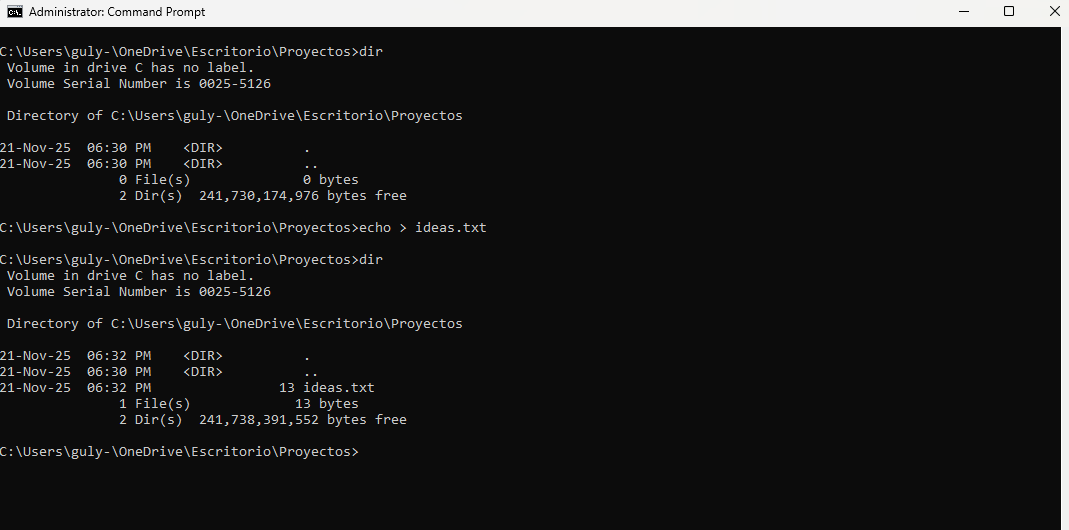 Administrator: Command Prompt
C:\Users\guly-\OneDrive\Escritorio\Proyectos>dir
 Volume in drive C has no label.
 Volume Serial Number is 0025-5126
 Directory of C:\Users\guly-\OneDrive\Escritorio\Proyectos
21-Nov-25  06:30 PM    <DIR>          .
21-Nov-25  06:30 PM    <DIR>          ..
               0 File(s)              0 bytes
               2 Dir(s)  241,730,174,976 bytes free
C:\Users\guly-\OneDrive\Escritorio\Proyectos>echo > ideas.txt
C:\Users\guly-\OneDrive\Escritorio\Proyectos>dir
 Volume in drive C has no label.
 Volume Serial Number is 0025-5126
 Directory of C:\Users\guly-\OneDrive\Escritorio\Proyectos
21-Nov-25  06:32 PM    <DIR>          .
21-Nov-25  06:30 PM    <DIR>          ..
21-Nov-25  06:32 PM                13 ideas.txt
               1 File(s)             13 bytes
               2 Dir(s)  241,738,391,552 bytes free
C:\Users\guly-\OneDrive\Escritorio\Proyectos>